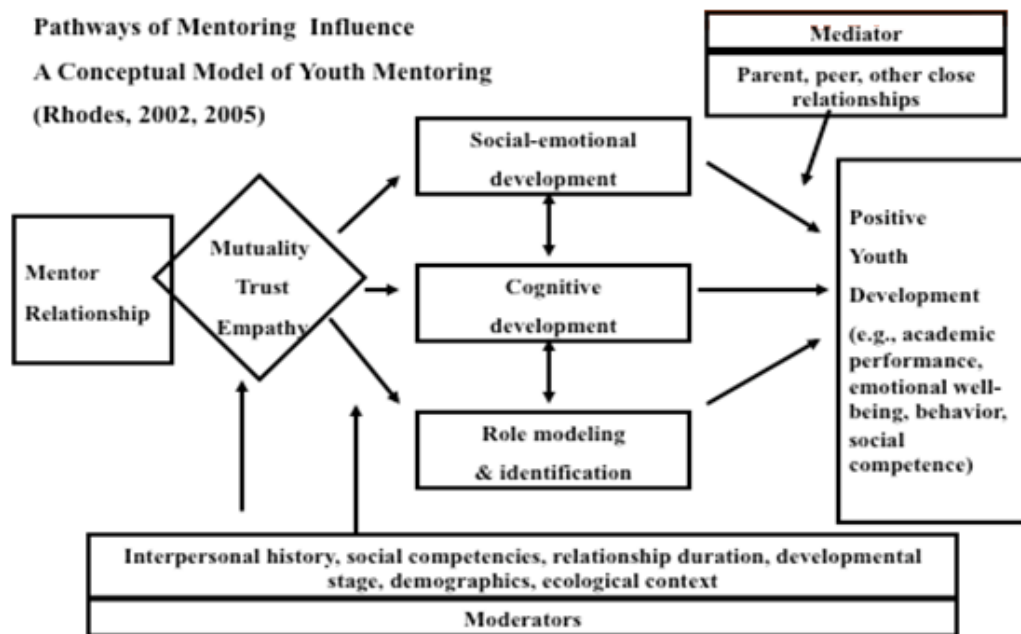 Pathways of Mentoring Influence
A Conceptual Model of Youth Mentoring
(Rhodes, 2002, 2005)
Mediator
Parent, peer, other close
relationships
Social-emotional
development
Mentor
Relationship
Mutuality
Trust
Empathy
Cognitive
development
Role modeling
& identification
Positive
Youth
Development
(e.g., academic
performance,
emotional well-
being, behavior,
social
competence)
Interpersonal history, social competencies, relationship duration, developmental
stage, demographics, ecological context
Moderators